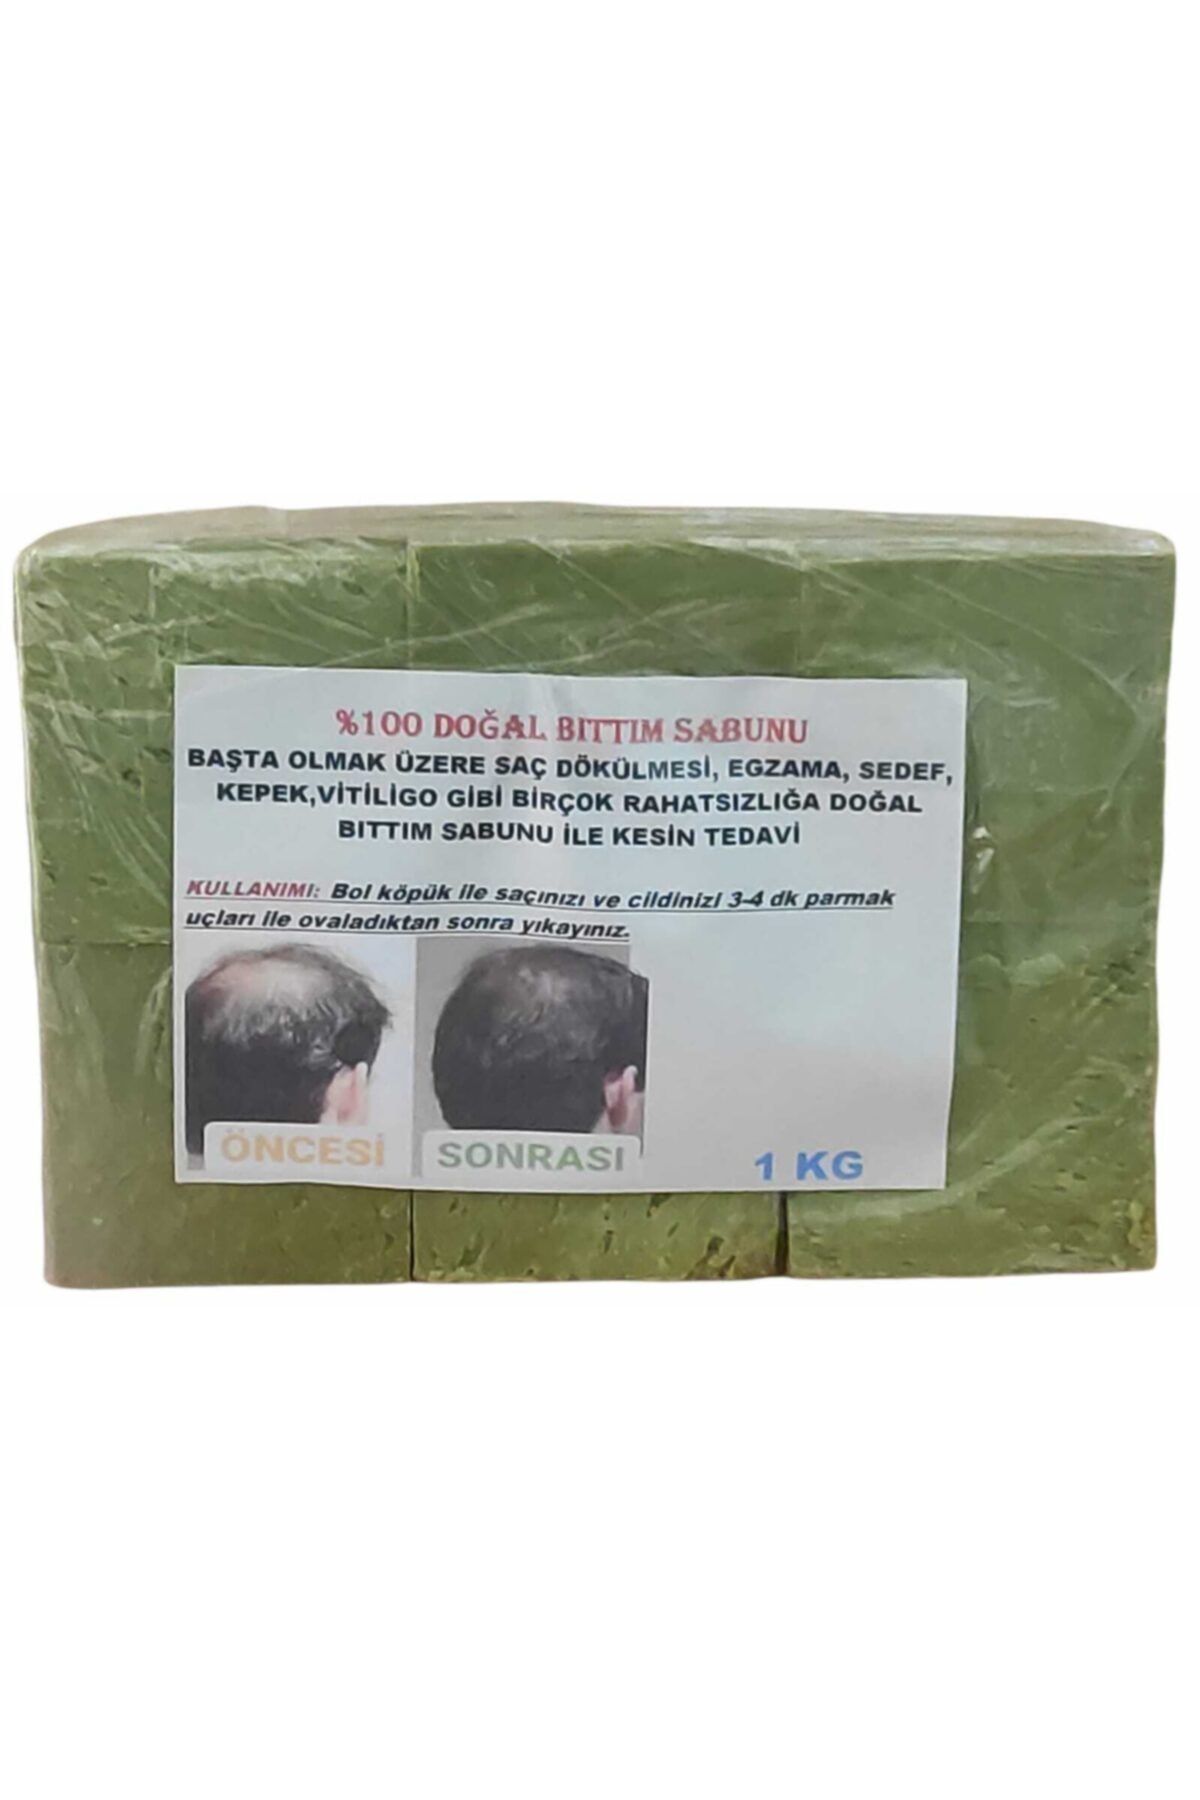 %100 DOĞAL BITTIM SABUNU
BAŞTA OLMAK ÜZERE SAÇ DÖKÜLMESİ, EGZAMA, SEDEF,
KEPEK,VİTİLİGO GİBİ BİRÇOK RAHATSIZLIĞA DOĞAL
BITTIM SABUNU İLE KESİN TEDAVİ
KULLANIMI: Bol köpük ile saçınızı ve cildinizi 3-4 dk parmak
uçları ile ovaladıktan sonra yıkayınız.
ÖNCESİ SONRASI
1 KG